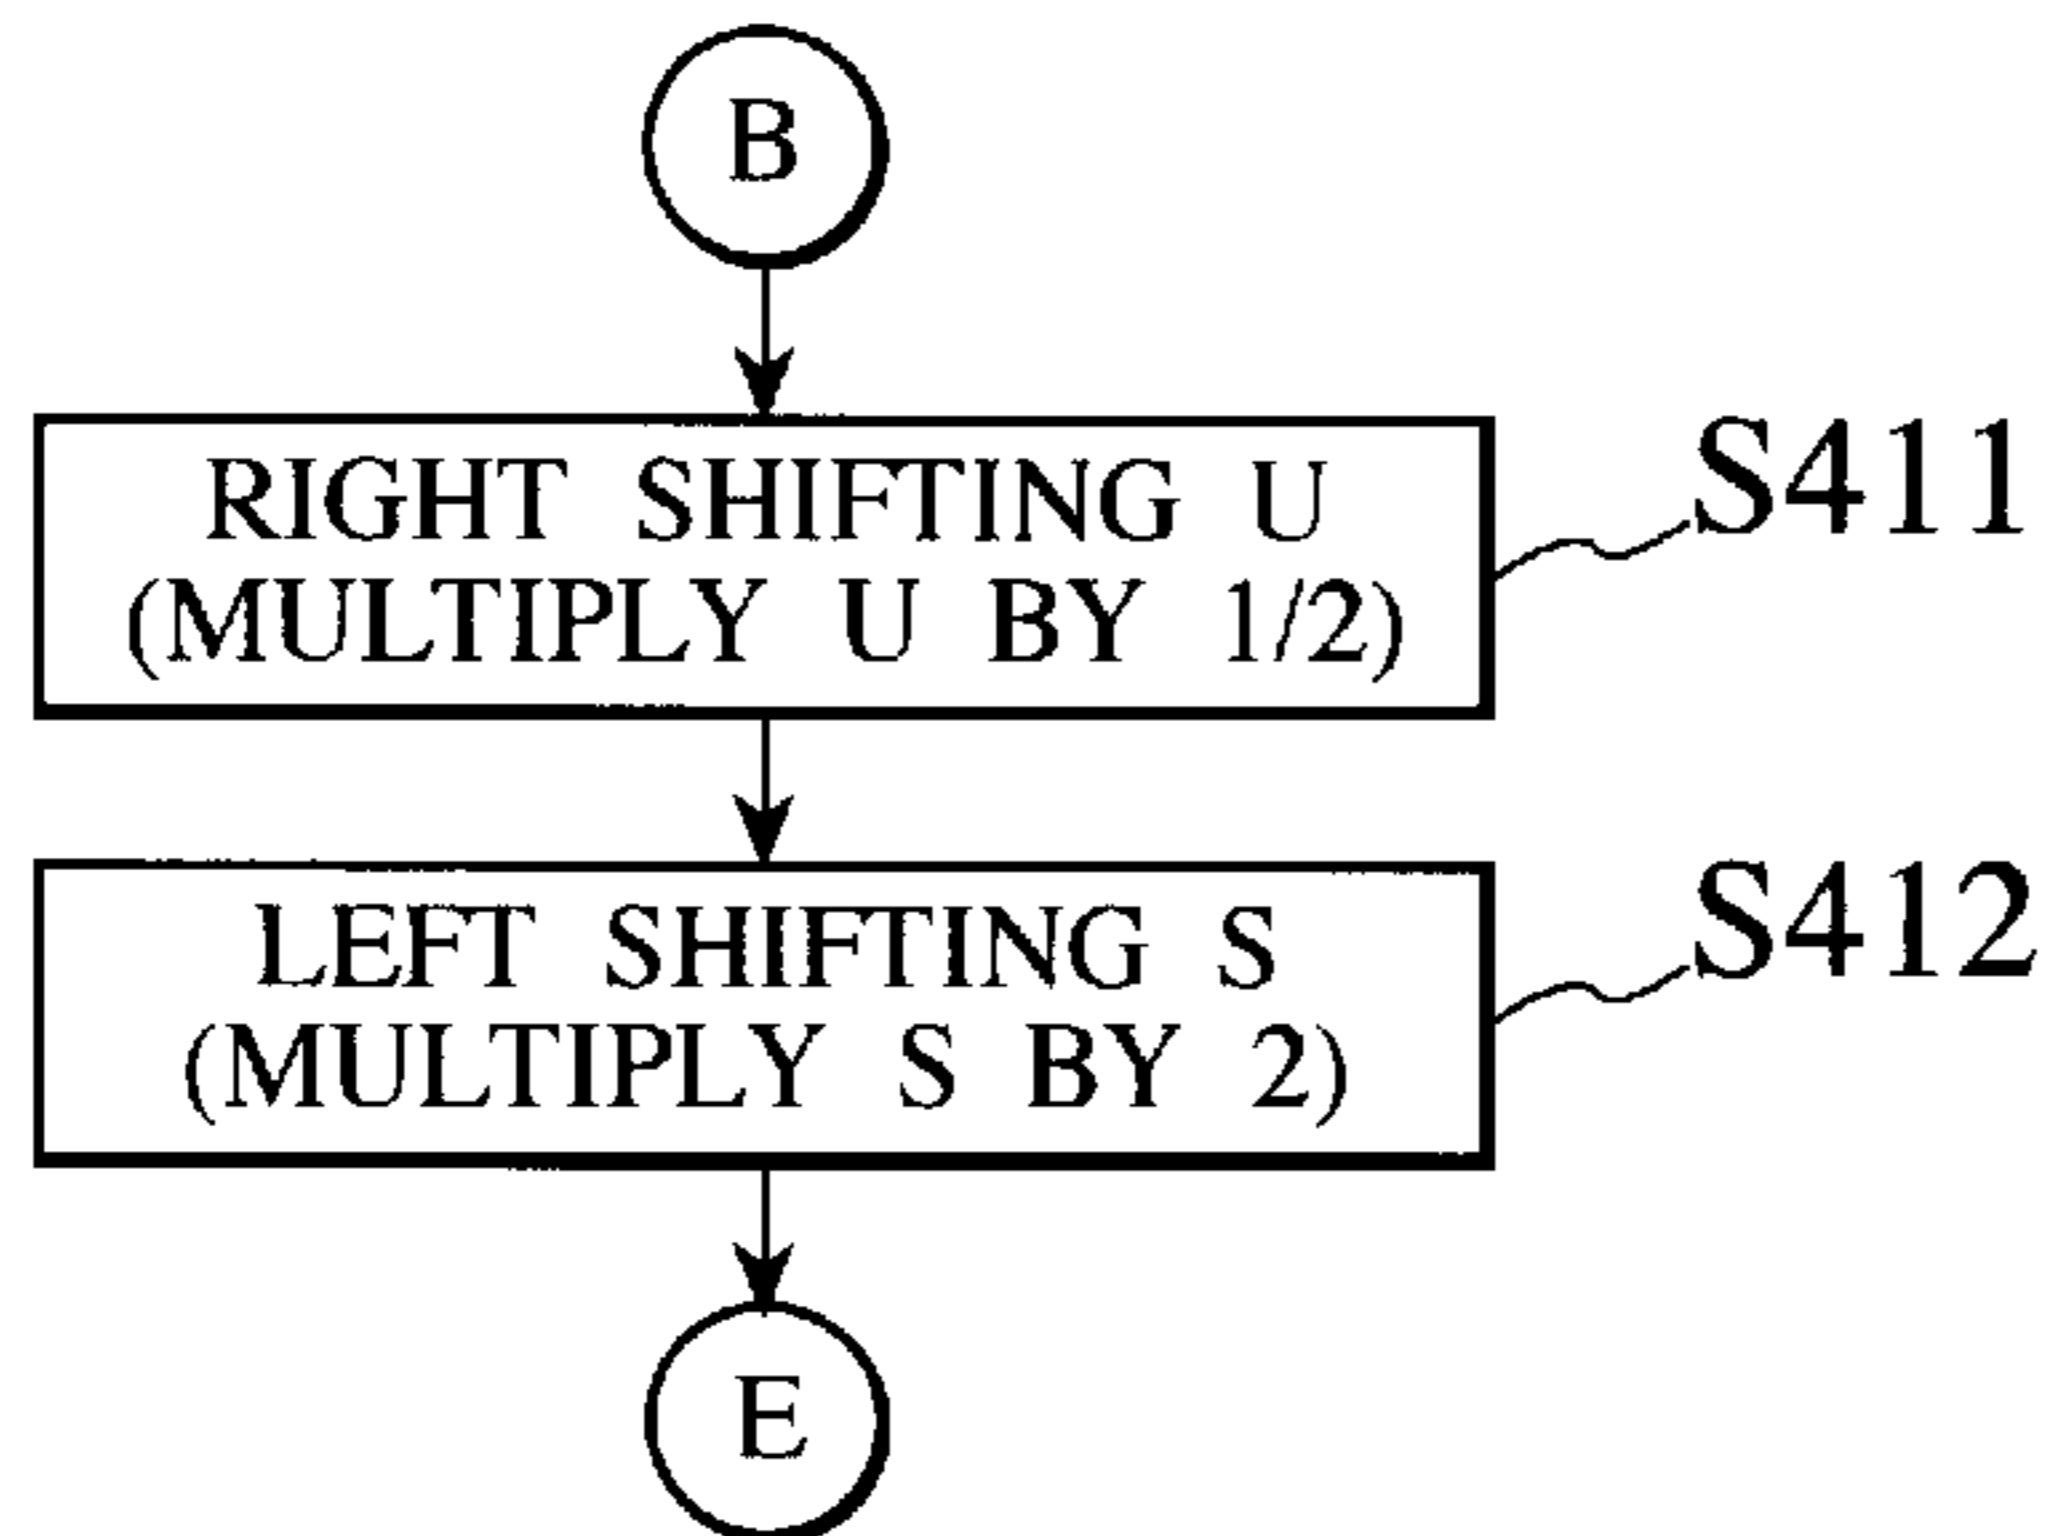 B
RIGHT SHIFTING U
(MULTIPLY U BY 1/2)
S411
LEFT SHIFTING S
(MULTIPLY S BY 2)
S412
E